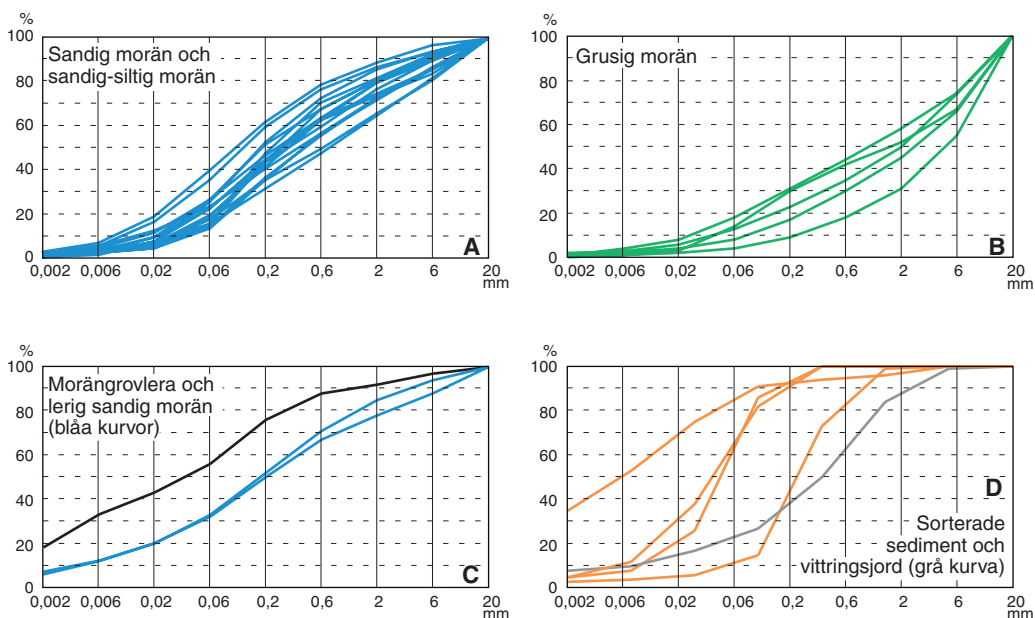 %
100
80
60
40
20
0
Sandig morän och
sandig-siltig morän
A
0,002 0,006 0,02 0,06 0,2 0,6 2 6 20
mm
%
100
80
60
40
20
0
Grusig morän
B
0,002 0,006 0,02 0,06 0,2 0,6 2 6 20
mm
%
100
80
60
40
20
0
Morängrovlera och
lerig sandig morän
(blåa kurvor)
C
0,002 0,006 0,02 0,06 0,2 0,6 2 6 20
mm
%
100
80
60
40
20
0
D
Sorterade
sediment och
vittringsjord (grå kurva)
0,002 0,006 0,02 0,06 0,2 0,6 2 6 20
mm